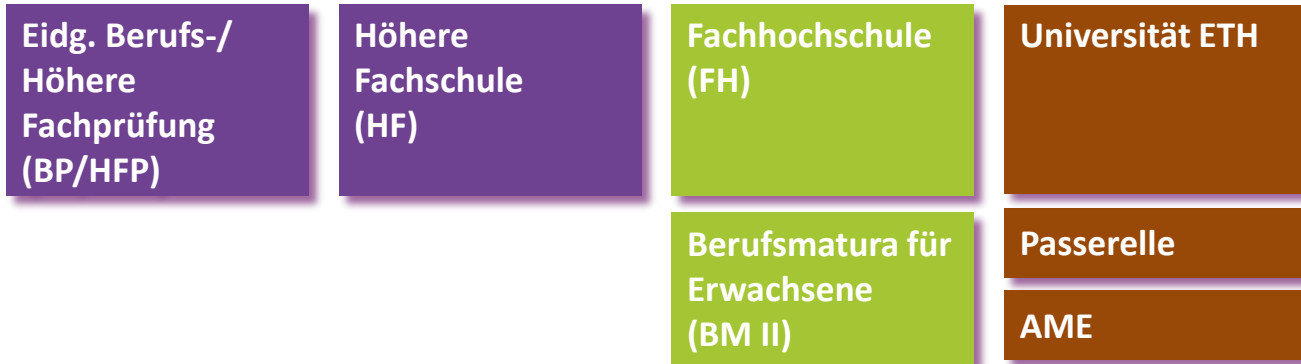 Eidg. Berufs-/
Höhere
Fachprüfung
(BP/HFP)
Höhere
Fachschule
(HF)
Fachhochschule
(FH)
Universität ETH
Berufsmatura für
Erwachsene
(BM II)
Passerelle
AME